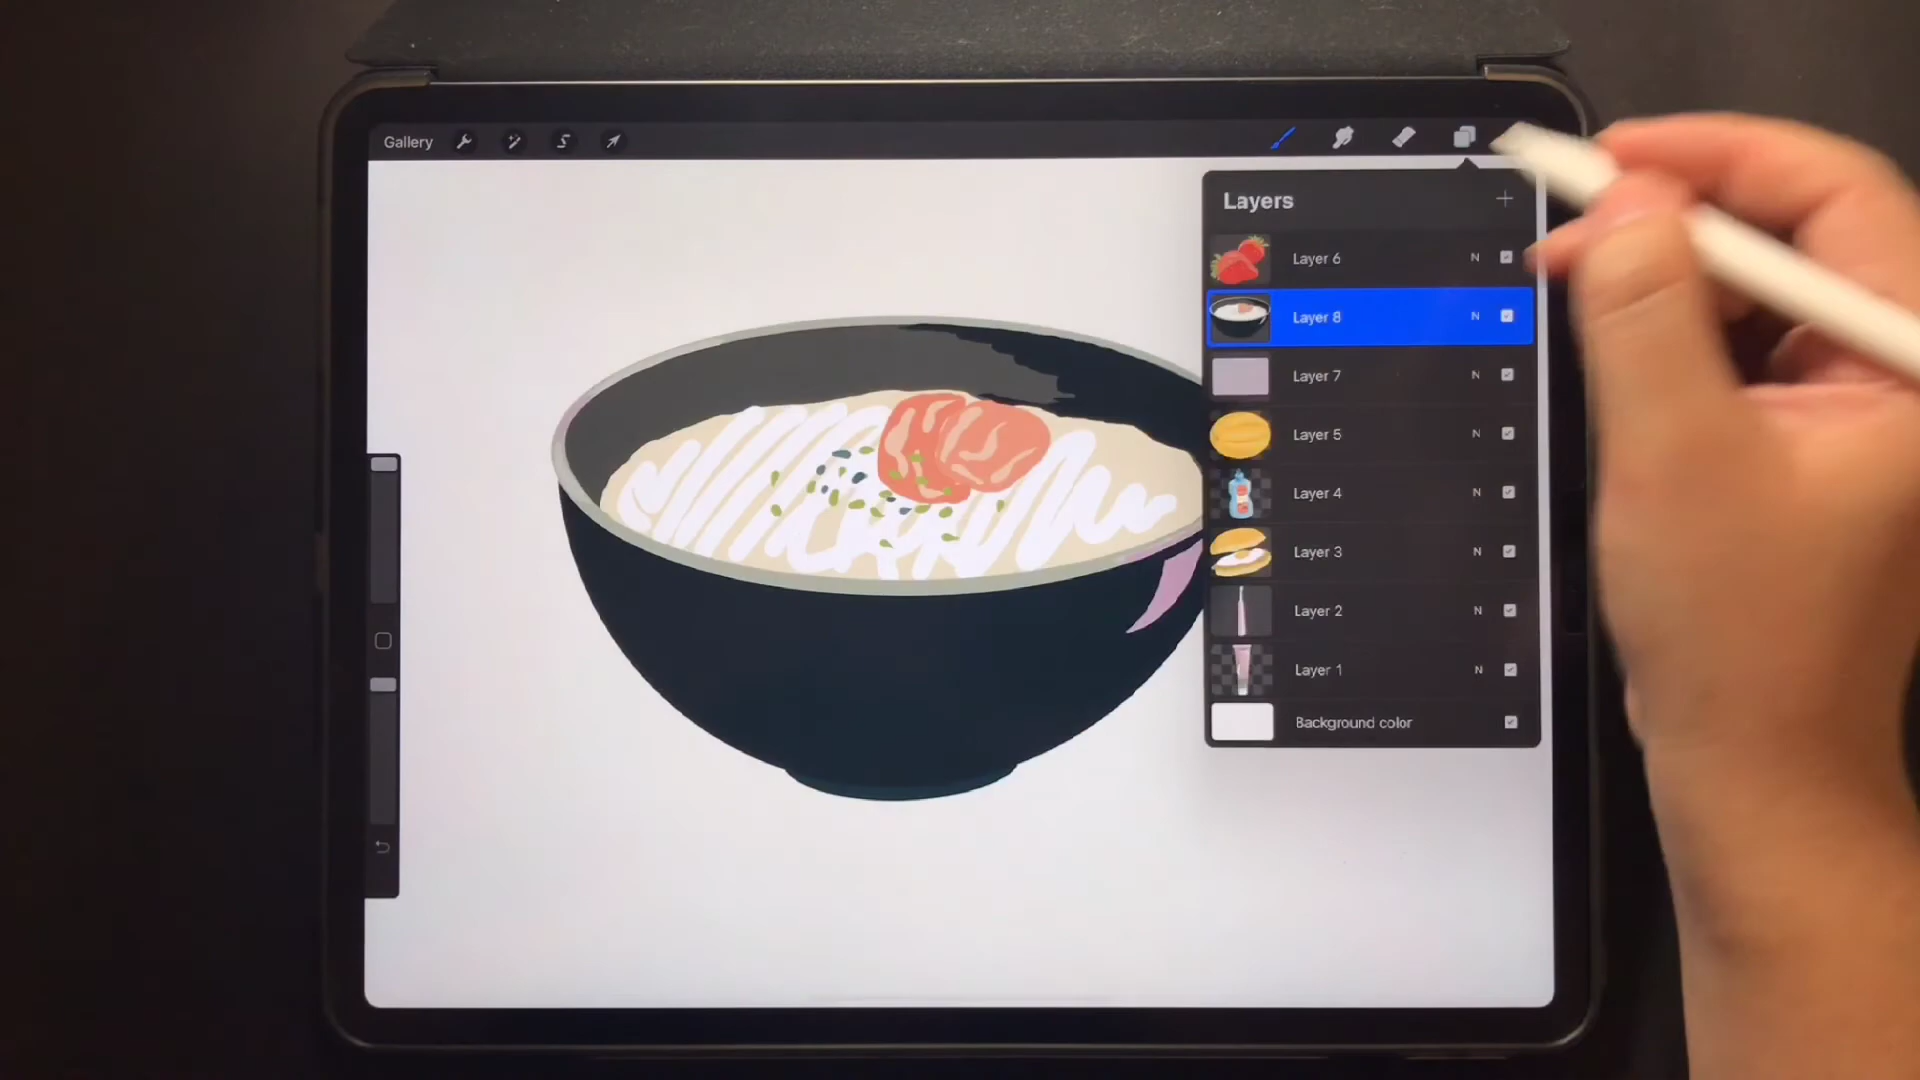 Gallery
Layers
Layer 6 N
Layer 8 N
Layer 7 N
Layer 5 N
Layer 4 N
Layer 3 N
Layer 2 N
Layer 1 N
Background color